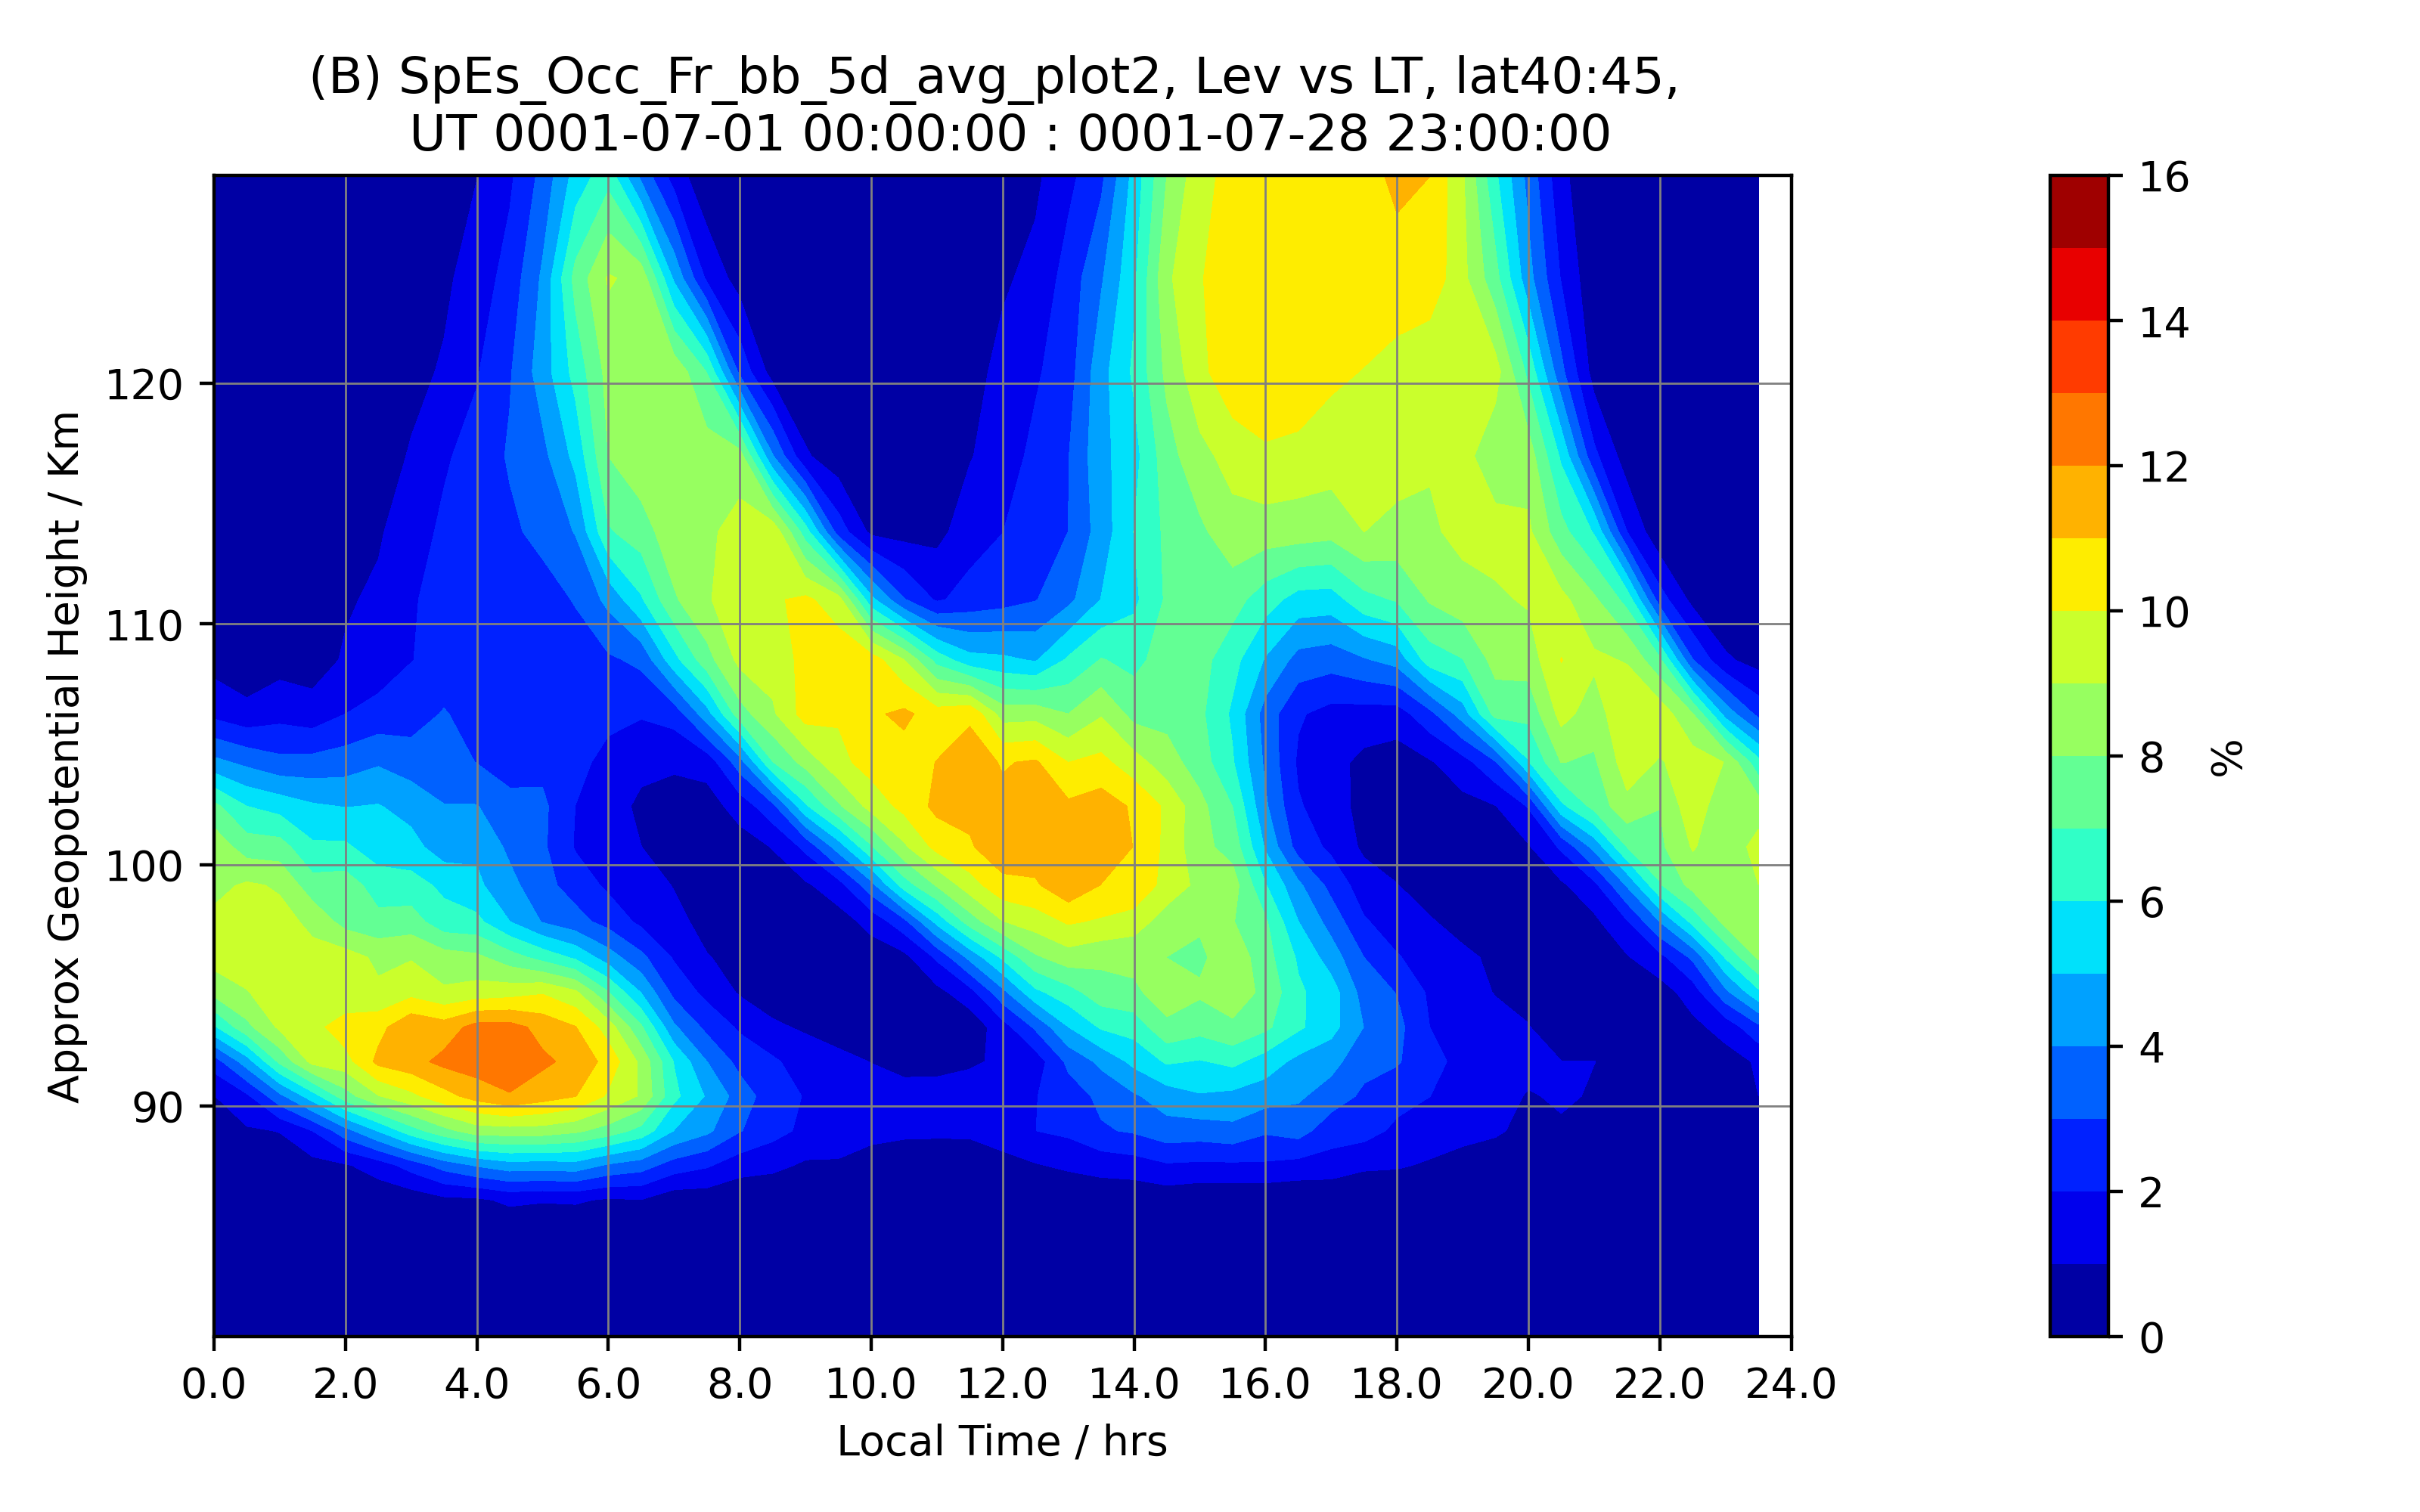 (B) SpEs_Occ_Fr_bb_5d_avg_plot2, Lev vs LT, lat40:45,
UT 0001-07-01 00:00:00 : 0001-07-28 23:00:00
Approx Geopotential Height / Km
120
110
100
90
0.0 2.0 4.0 6.0 8.0 10.0 12.0 14.0 16.0 18.0 20.0 22.0 24.0
Local Time / hrs
16
14
12
10
8
6
4
2
0
%